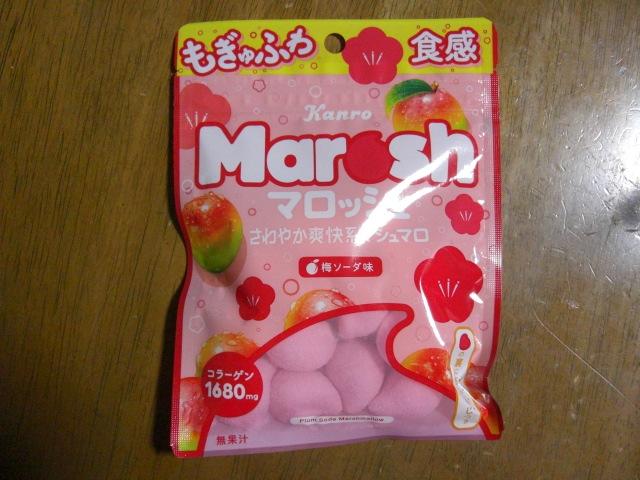 もぎゅふわ 食感
Kanro
Marosh
マロッシュ
さわやか爽快系マシュマロ
梅ソーダ味
コラーゲン
1680mg
Plum Soda Marshmallow
無果汁